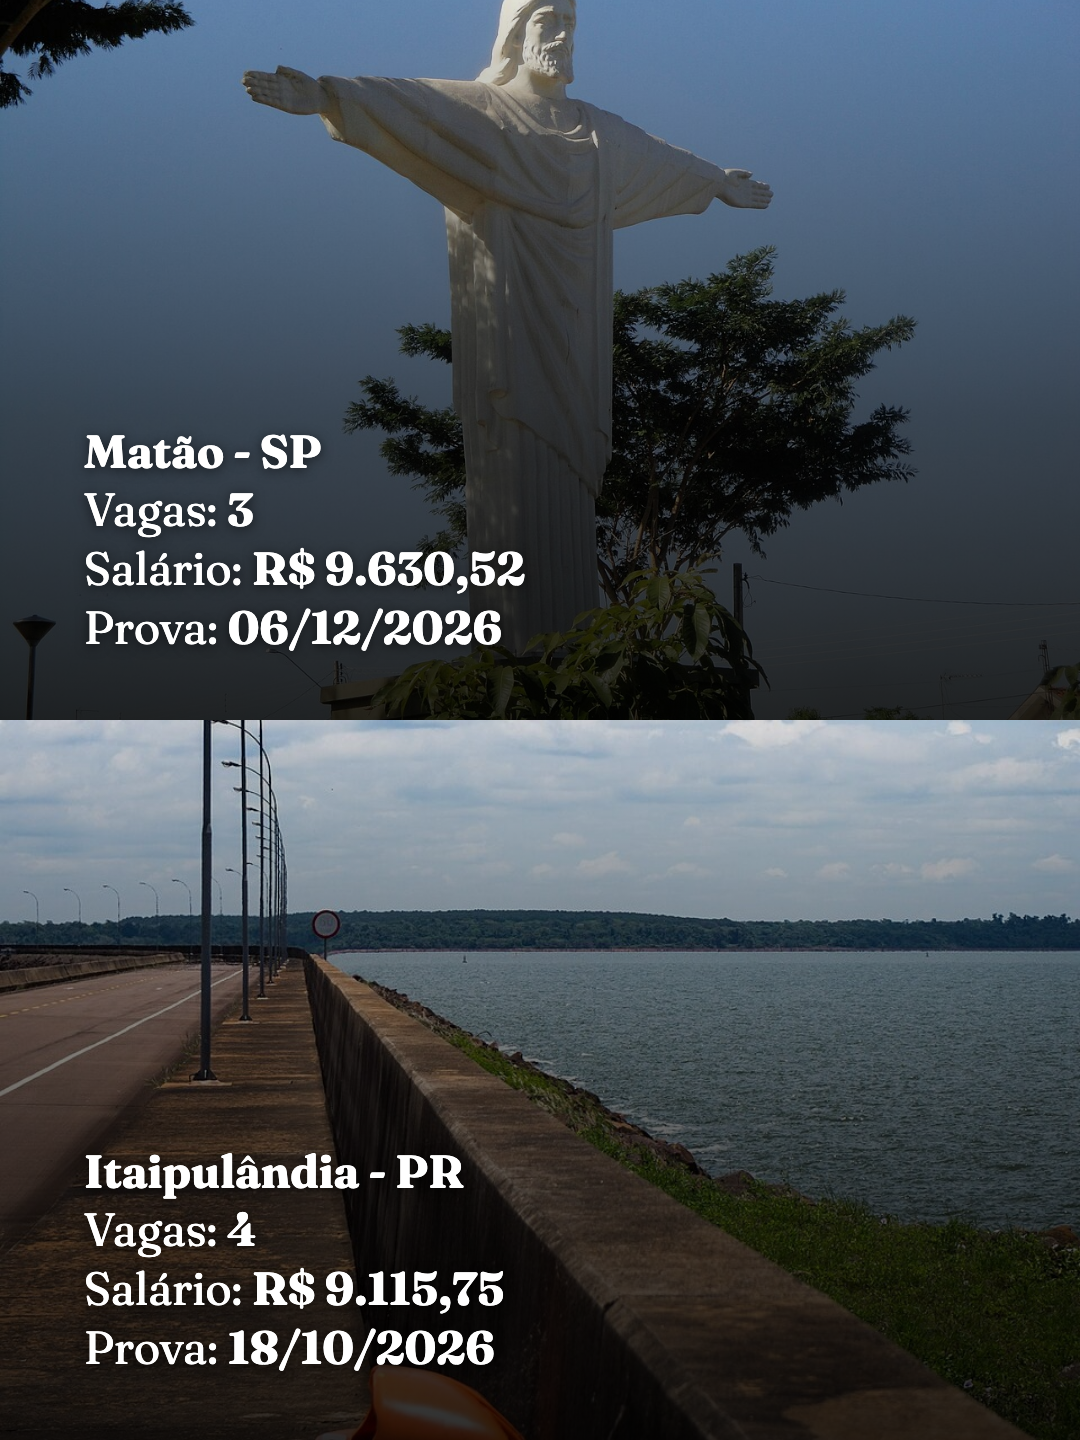 Matão - SP
Vagas: 3
Salário: R$ 9.630,52
Prova: 06/12/2026
Itaipulândia - PR
Vagas: 4
Salário: R$ 9.115,75
Prova: 18/10/2026